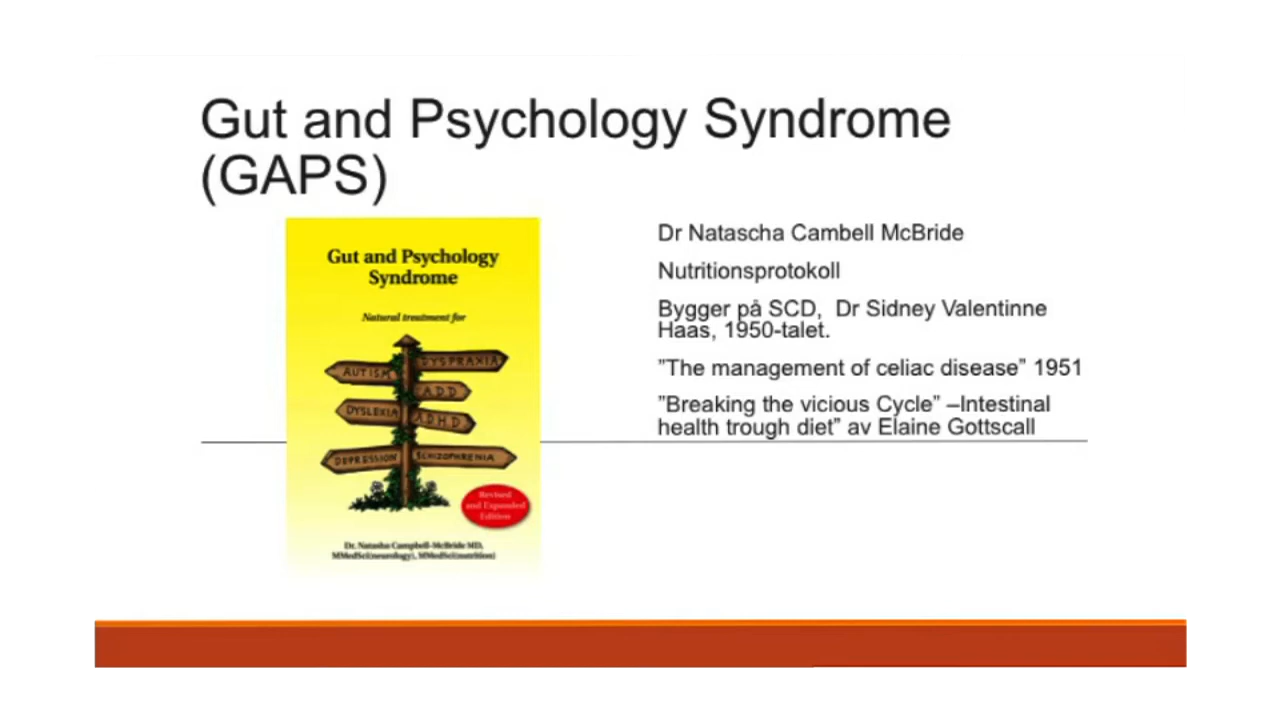 Gut and Psychology Syndrome
(GAPS)
Gut and Psychology
Syndrome
Natural treatment for
DYSPRAXIA
AUTISM
ADD
DYSLEXIA
ADHD
DEPRESSION
SCHIZOPHRENIA
Revised
and Expanded
Edition
Dr. Natasha Campbell-McBride MD,
MMedSci(neurology), MMedSci(nutrition)
Dr Natascha Cambell McBride
Nutritionsprotokoll
Bygger på SCD,  Dr Sidney Valentinne
Haas, 1950-talet.
”The management of celiac disease” 1951
”Breaking the vicious Cycle” –Intestinal
health trough diet” av Elaine Gottscall